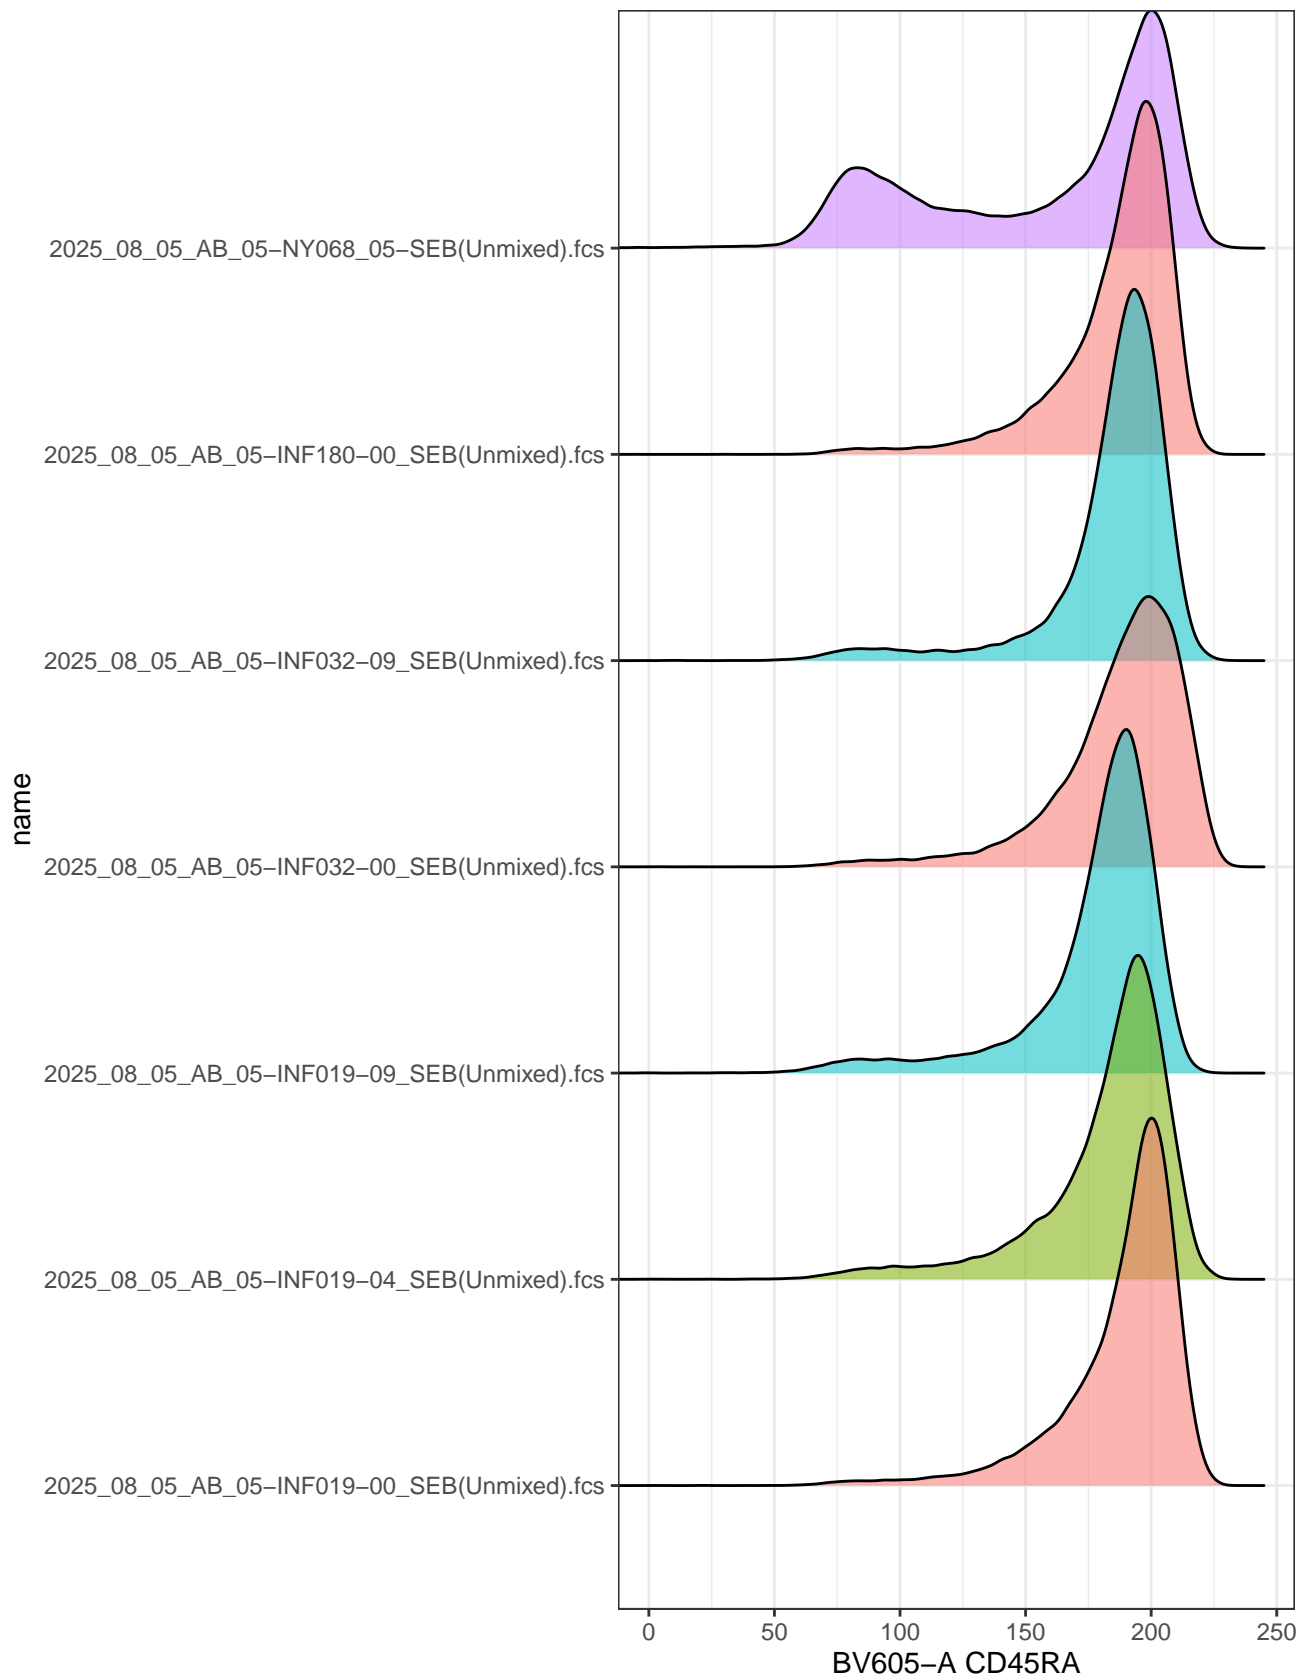 2025_08_05_AB_05−NY068_05−SEB(Unmixed).fcs
2025_08_05_AB_05−INF180−00_SEB(Unmixed).fcs
2025_08_05_AB_05−INF032−09_SEB(Unmixed).fcs
2025_08_05_AB_05−INF032−00_SEB(Unmixed).fcs
2025_08_05_AB_05−INF019−09_SEB(Unmixed).fcs
2025_08_05_AB_05−INF019−04_SEB(Unmixed).fcs
2025_08_05_AB_05−INF019−00_SEB(Unmixed).fcs
name
0 50 100 150 200 250
BV605−A CD45RA